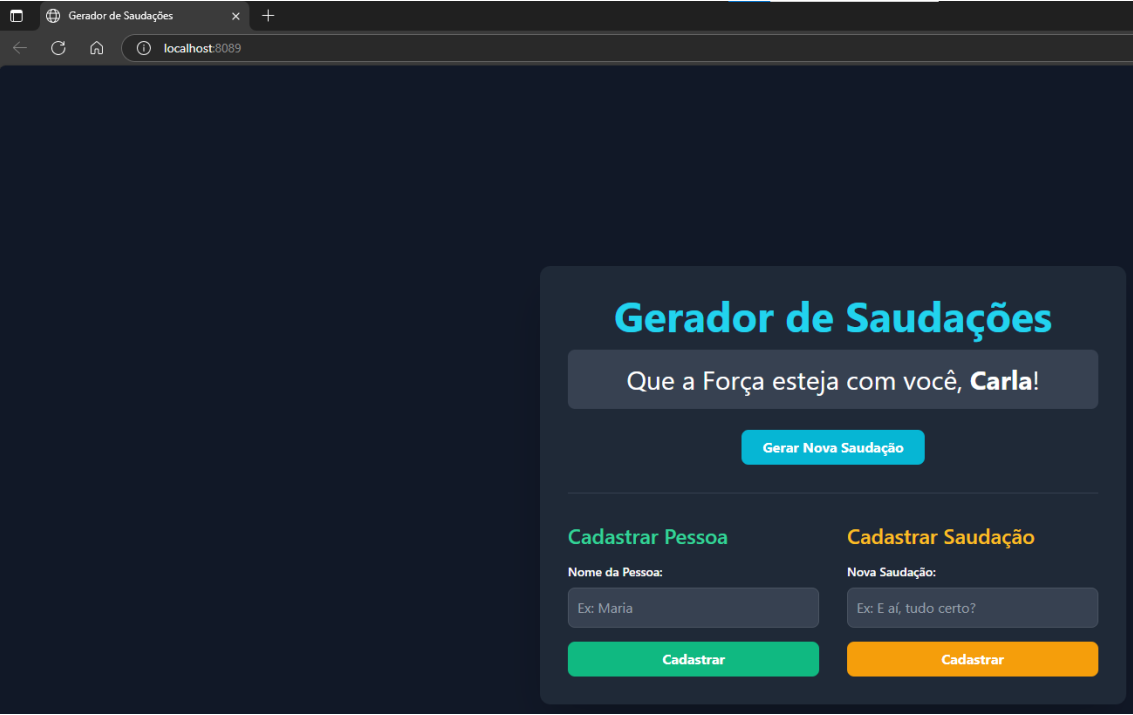 Gerador de Saudações
localhost:8089
Gerador de Saudações
Que a Força esteja com você, Carla!
Gerar Nova Saudação
Cadastrar Pessoa
Nome da Pessoa:
Ex: Maria
Cadastrar
Cadastrar Saudação
Nova Saudação:
Ex: E aí, tudo certo?
Cadastrar